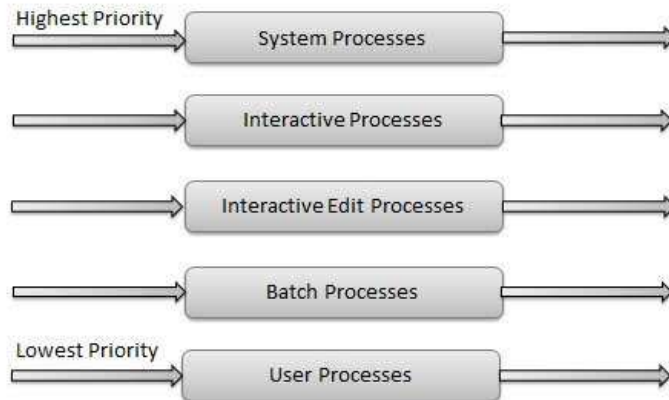 Highest Priority
System Processes
Interactive Processes
Interactive Edit Processes
Batch Processes
Lowest Priority
User Processes